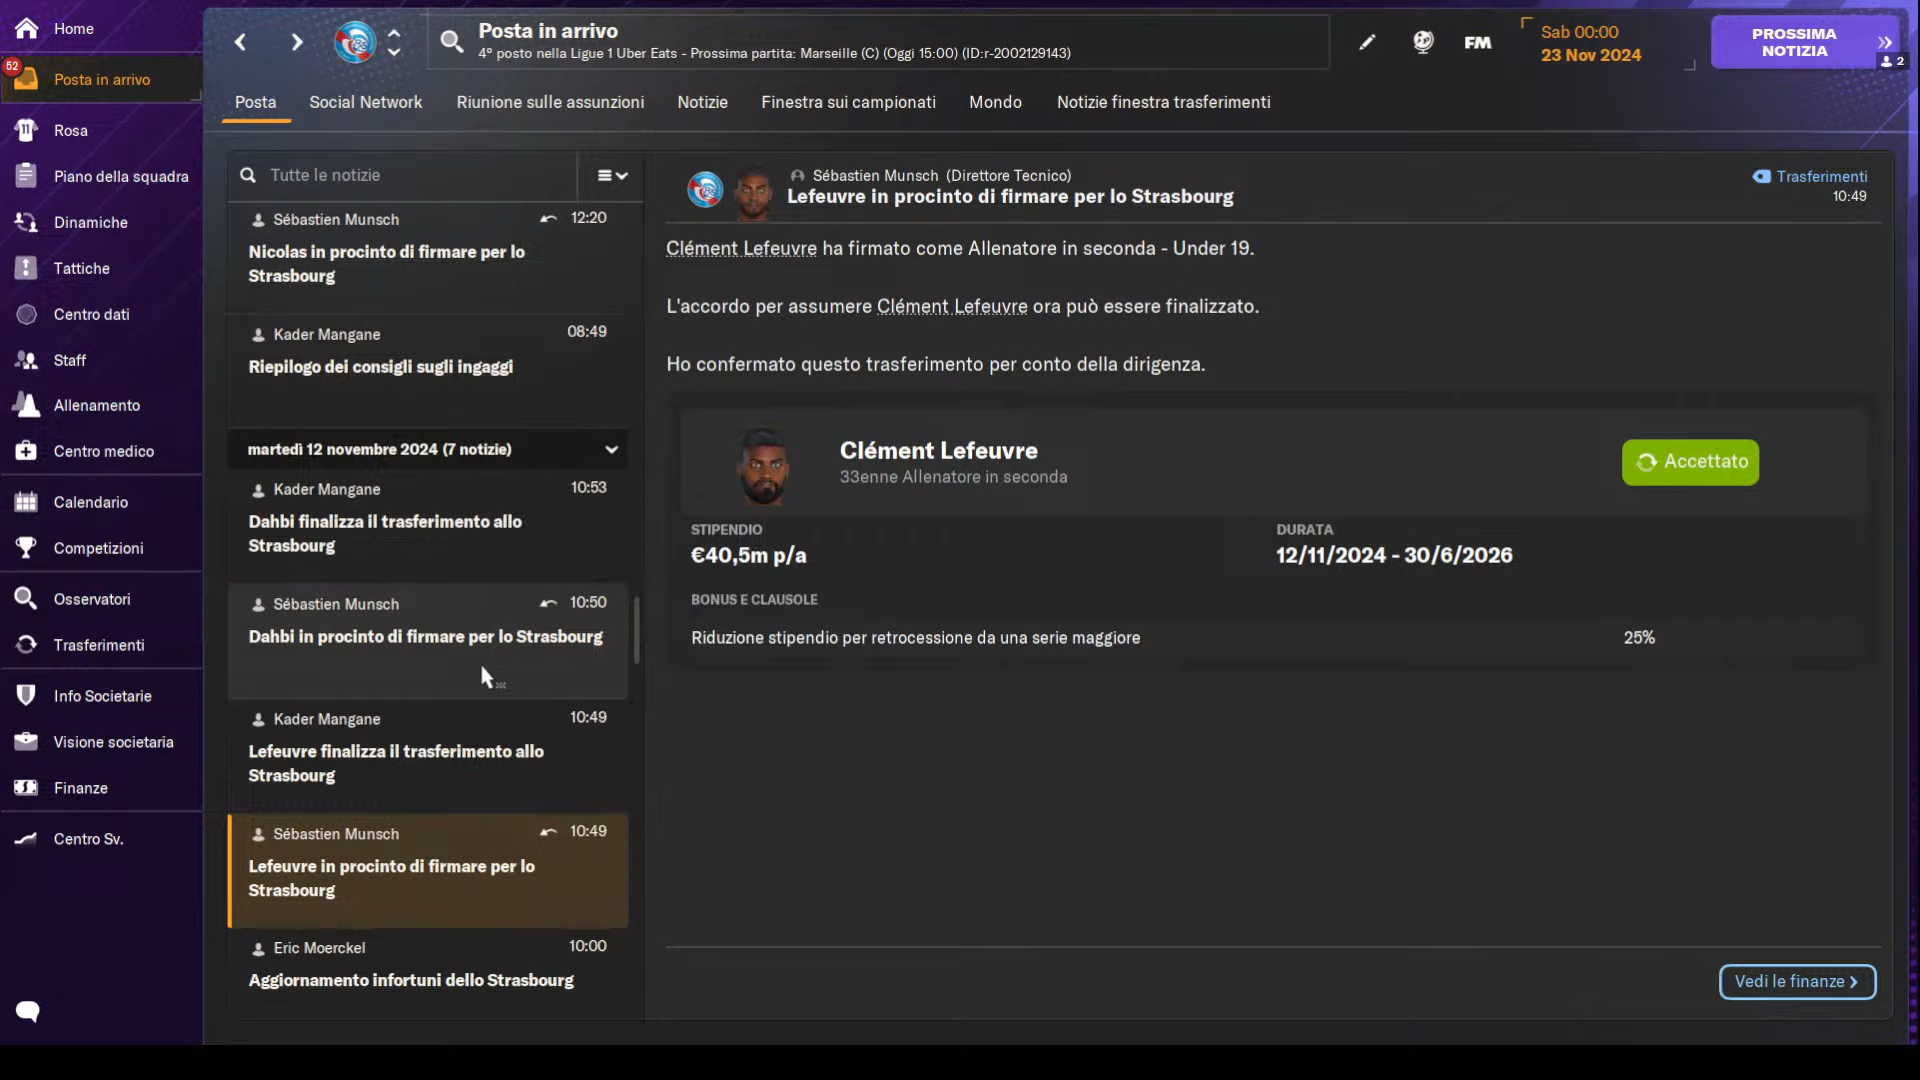 Home
52
Posta in arrivo
Rosa
Piano della squadra
Dinamiche
Tattiche
Centro dati
Staff
Allenamento
Centro medico
Calendario
Competizioni
Osservatori
Trasferimenti
Info Societarie
Visione societaria
Finanze
Centro Sv.
Posta in arrivo
4° posto nella Ligue 1 Uber Eats - Prossima partita: Marseille (C) (Oggi 15:00) (ID:r-2002129143)
FM
Sab 00:00
23 Nov 2024
PROSSIMA
NOTIZIA
2
Posta
Social Network
Riunione sulle assunzioni
Notizie
Finestra sui campionati
Mondo
Notizie finestra trasferimenti
Tutte le notizie
Sébastien Munsch 12:20
Nicolas in procinto di firmare per lo
Strasbourg
Kader Mangane 08:49
Riepilogo dei consigli sugli ingaggi
martedì 12 novembre 2024 (7 notizie)
Kader Mangane 10:53
Dahbi finalizza il trasferimento allo
Strasbourg
Sébastien Munsch 10:50
Dahbi in procinto di firmare per lo Strasbourg
Kader Mangane 10:49
Lefeuvre finalizza il trasferimento allo
Strasbourg
Sébastien Munsch 10:49
Lefeuvre in procinto di firmare per lo
Strasbourg
Eric Moerckel 10:00
Aggiornamento infortuni dello Strasbourg
Sébastien Munsch (Direttore Tecnico)
Lefeuvre in procinto di firmare per lo Strasbourg
Trasferimenti
10:49
Clément Lefeuvre ha firmato come Allenatore in seconda - Under 19.
L'accordo per assumere Clément Lefeuvre ora può essere finalizzato.
Ho confermato questo trasferimento per conto della dirigenza.
Clément Lefeuvre
33enne Allenatore in seconda
Accettato
STIPENDIO
€40,5m p/a
DURATA
12/11/2024 - 30/6/2026
BONUS E CLAUSOLE
Riduzione stipendio per retrocessione da una serie maggiore 25%
Vedi le finanze